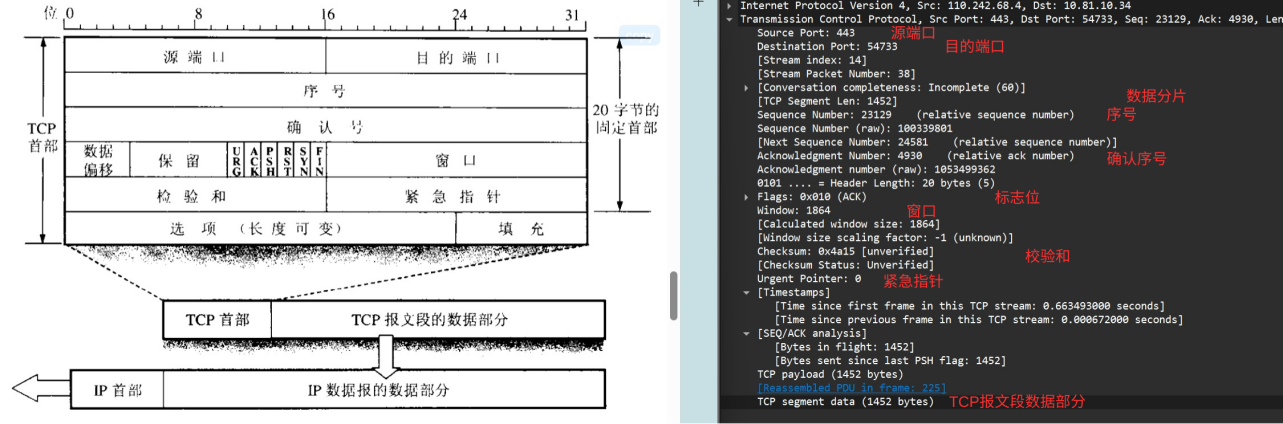 位 0 8 16 24 31
源 端 口 目 的 端 口
序 号
20 字节的
固定首部
TCP
首部
确 认 号
数据
偏移
保 留
URG
ACK
PSH
RST
SYN
FIN
窗 口
检 验 和 紧 急 指 针
选 项 (长 度 可 变) 填 充
TCP 首部 TCP 报文段的数据部分
IP 首部 IP 数据报的数据部分
Internet Protocol Version 4, Src: 110.242.68.4, Dst: 10.81.10.34
Transmission Control Protocol, Src Port: 443, Dst Port: 54733, Seq: 23129, Ack: 4930, Len
Source Port: 443 源端口
Destination Port: 54733 目的端口
[Stream index: 14]
[Stream Packet Number: 38]
[Conversation completeness: Incomplete (60)]
[TCP Segment Len: 1452] 数据分片
Sequence Number: 23129 (relative sequence number) 序号
Sequence Number (raw): 100339801
[Next Sequence Number: 24581 (relative sequence number)]
Acknowledgment Number: 4930 (relative ack number) 确认序号
Acknowledgment number (raw): 1053499362
0101 .... = Header Length: 20 bytes (5)
Flags: 0x010 (ACK) 标志位
Window: 1864 窗口
[Calculated window size: 1864]
[Window size scaling factor: -1 (unknown)]
Checksum: 0x4a15 [unverified] 校验和
[Checksum Status: Unverified]
Urgent Pointer: 0 紧急指针
[Timestamps]
[Time since first frame in this TCP stream: 0.663493000 seconds]
[Time since previous frame in this TCP stream: 0.000672000 seconds]
[SEQ/ACK analysis]
[Bytes in flight: 1452]
[Bytes sent since last PSH flag: 1452]
TCP payload (1452 bytes)
[Reassembled PDU in frame: 225]
TCP segment data (1452 bytes) TCP报文段数据部分